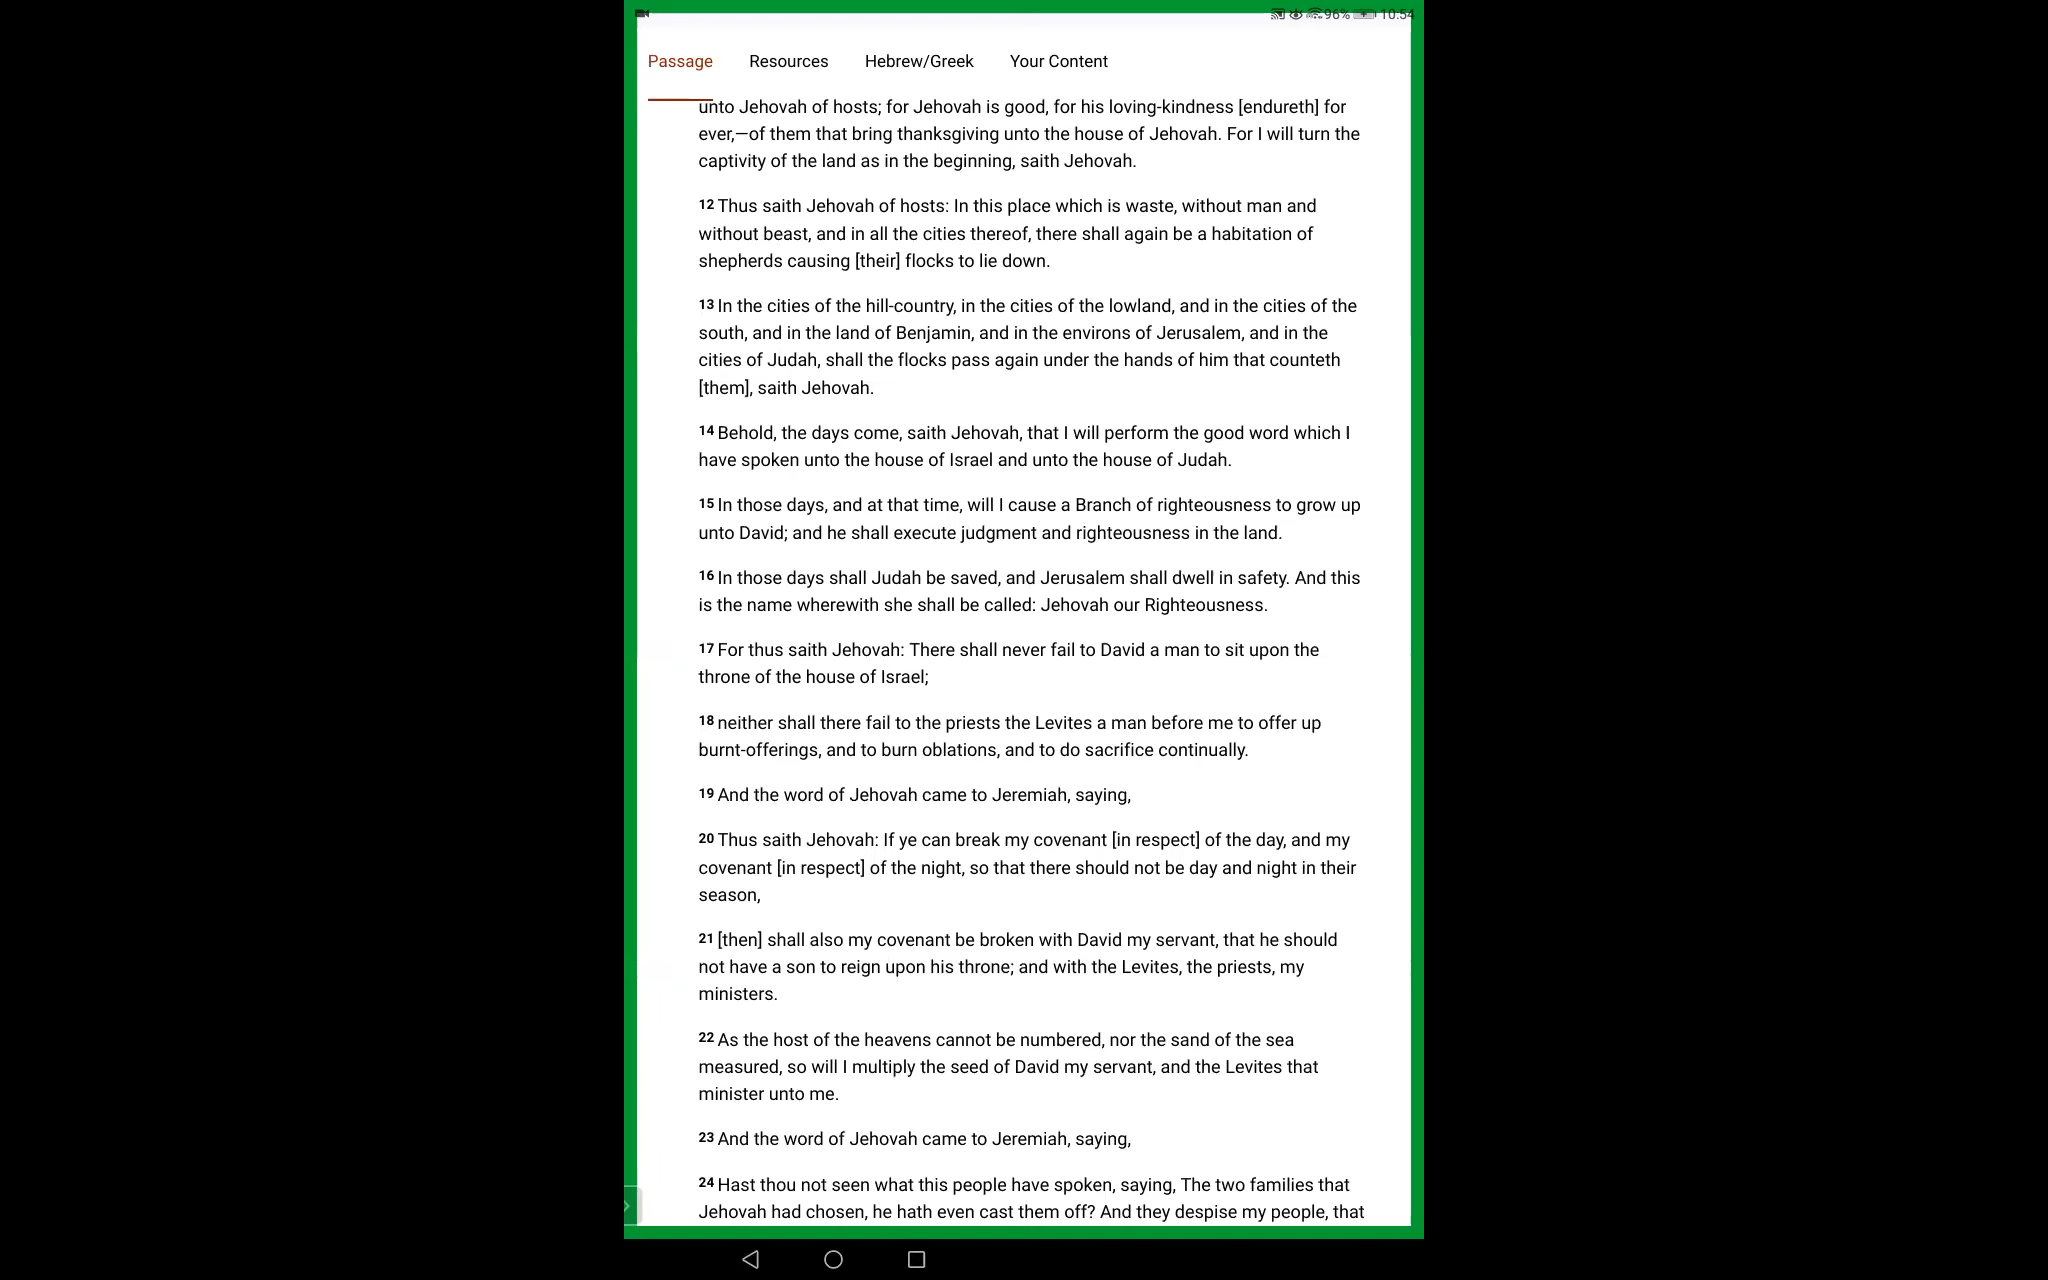 96% 10:54
Passage Resources Hebrew/Greek Your Content
unto Jehovah of hosts; for Jehovah is good, for his loving-kindness [endureth] for
ever,—of them that bring thanksgiving unto the house of Jehovah. For I will turn the
captivity of the land as in the beginning, saith Jehovah.
12 Thus saith Jehovah of hosts: In this place which is waste, without man and
without beast, and in all the cities thereof, there shall again be a habitation of
shepherds causing [their] flocks to lie down.
13 In the cities of the hill-country, in the cities of the lowland, and in the cities of the
south, and in the land of Benjamin, and in the environs of Jerusalem, and in the
cities of Judah, shall the flocks pass again under the hands of him that counteth
[them], saith Jehovah.
14 Behold, the days come, saith Jehovah, that I will perform the good word which I
have spoken unto the house of Israel and unto the house of Judah.
15 In those days, and at that time, will I cause a Branch of righteousness to grow up
unto David; and he shall execute judgment and righteousness in the land.
16 In those days shall Judah be saved, and Jerusalem shall dwell in safety. And this
is the name wherewith she shall be called: Jehovah our Righteousness.
17 For thus saith Jehovah: There shall never fail to David a man to sit upon the
throne of the house of Israel;
18 neither shall there fail to the priests the Levites a man before me to offer up
burnt-offerings, and to burn oblations, and to do sacrifice continually.
19 And the word of Jehovah came to Jeremiah, saying,
20 Thus saith Jehovah: If ye can break my covenant [in respect] of the day, and my
covenant [in respect] of the night, so that there should not be day and night in their
season,
21 [then] shall also my covenant be broken with David my servant, that he should
not have a son to reign upon his throne; and with the Levites, the priests, my
ministers.
22 As the host of the heavens cannot be numbered, nor the sand of the sea
measured, so will I multiply the seed of David my servant, and the Levites that
minister unto me.
23 And the word of Jehovah came to Jeremiah, saying,
24 Hast thou not seen what this people have spoken, saying, The two families that
Jehovah had chosen, he hath even cast them off? And they despise my people, that